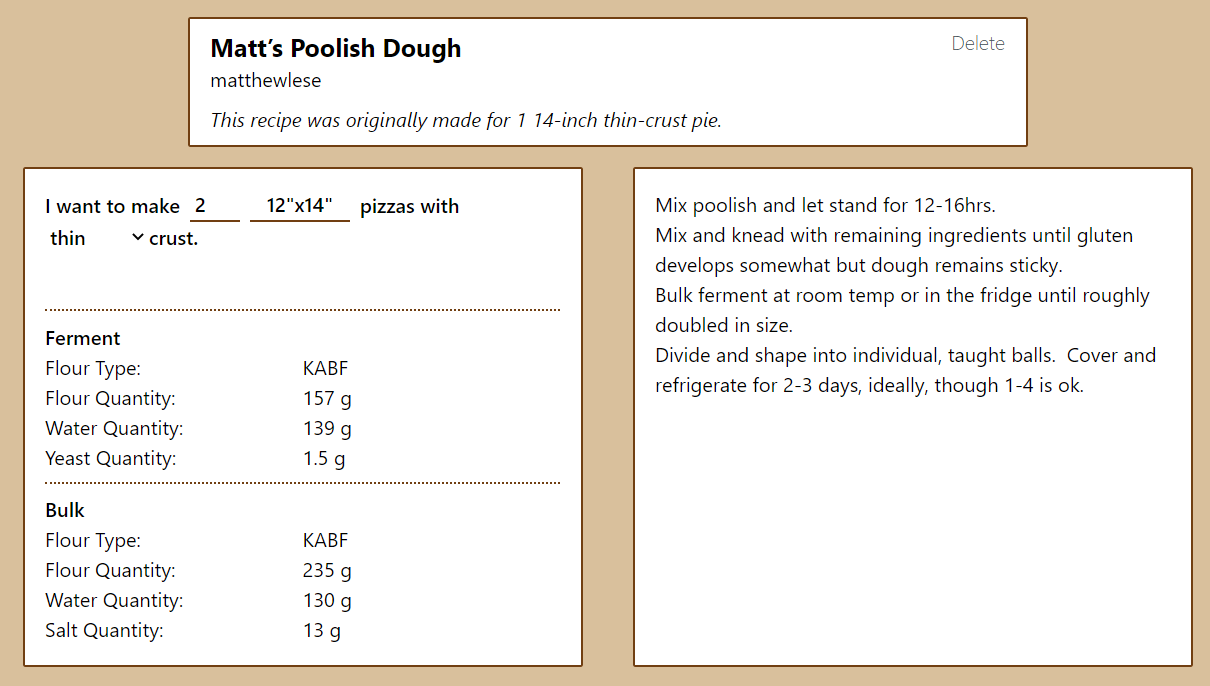 Matt’s Poolish Dough
Delete
matthewlese
This recipe was originally made for 1 14-inch thin-crust pie.
I want to make 2 12"x14" pizzas with
thin crust.
Ferment
Flour Type: KABF
Flour Quantity: 157 g
Water Quantity: 139 g
Yeast Quantity: 1.5 g
Bulk
Flour Type: KABF
Flour Quantity: 235 g
Water Quantity: 130 g
Salt Quantity: 13 g
Mix poolish and let stand for 12-16hrs.
Mix and knead with remaining ingredients until gluten
develops somewhat but dough remains sticky.
Bulk ferment at room temp or in the fridge until roughly
doubled in size.
Divide and shape into individual, taught balls.  Cover and
refrigerate for 2-3 days, ideally, though 1-4 is ok.